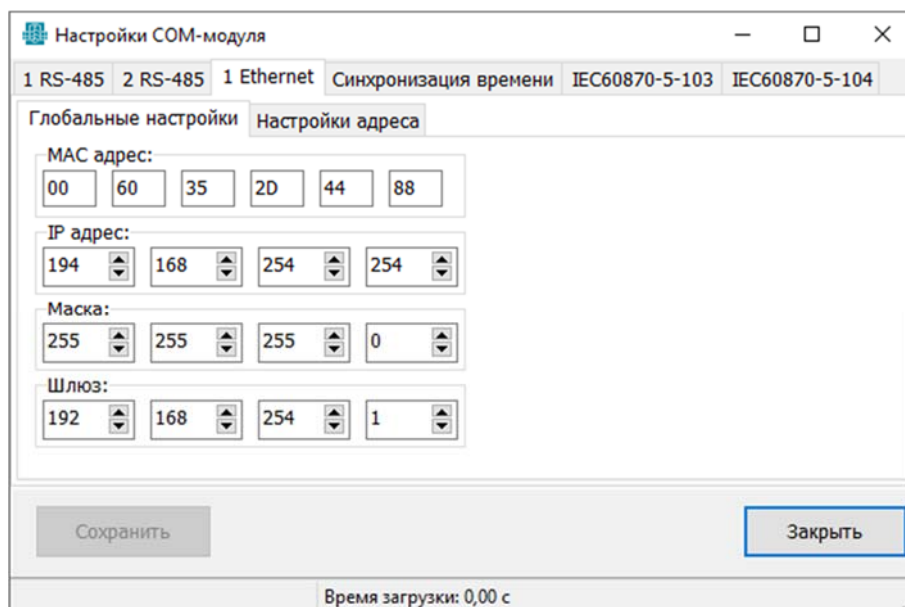 Настройки COM-модуля
1 RS-485 2 RS-485 1 Ethernet Синхронизация времени IEC60870-5-103 IEC60870-5-104
Глобальные настройки Настройки адреса
MAC адрес:
00 60 35 2D 44 88
IP адрес:
194 168 254 254
Маска:
255 255 255 0
Шлюз:
192 168 254 1
Сохранить Закрыть
Время загрузки: 0,00 с